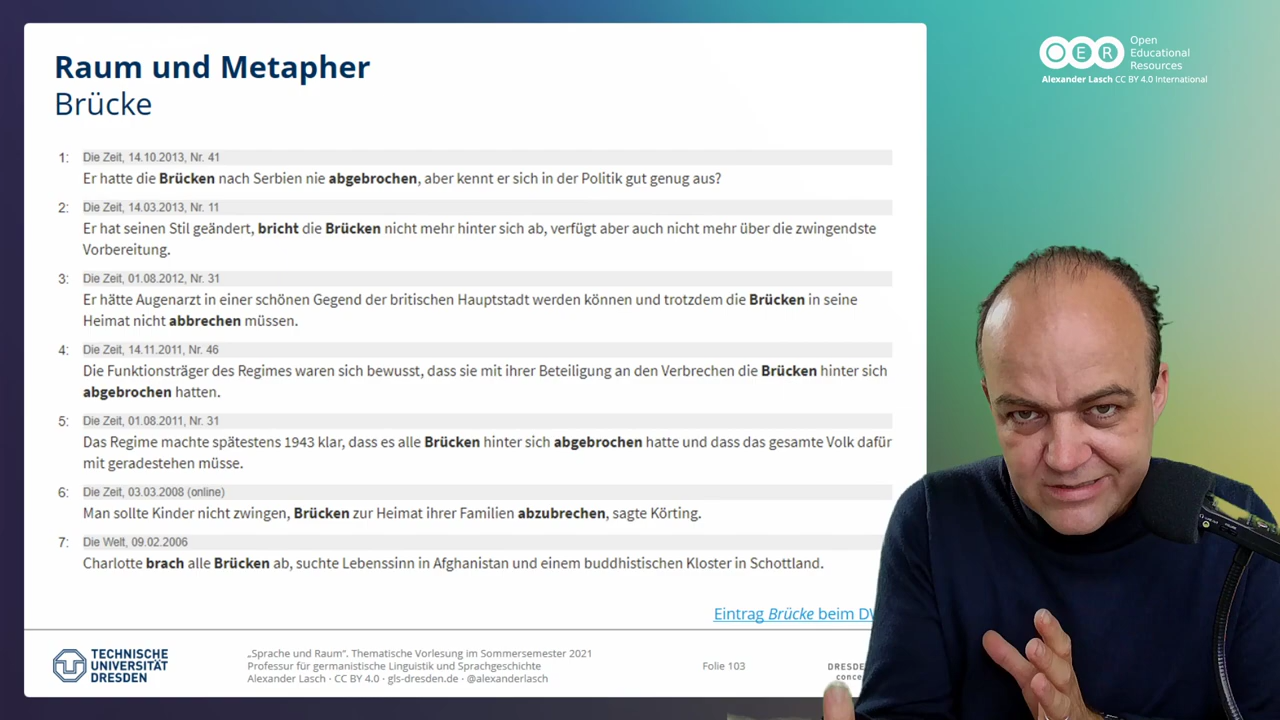 Raum und Metapher
Brücke
1: Die Zeit, 14.10.2013, Nr. 41
Er hatte die Brücken nach Serbien nie abgebrochen, aber kennt er sich in der Politik gut genug aus?
2: Die Zeit, 14.03.2013, Nr. 11
Er hat seinen Stil geändert, bricht die Brücken nicht mehr hinter sich ab, verfügt aber auch nicht mehr über die zwingendste
Vorbereitung.
3: Die Zeit, 01.08.2012, Nr. 31
Er hätte Augenarzt in einer schönen Gegend der britischen Hauptstadt werden können und trotzdem die Brücken in seine
Heimat nicht abbrechen müssen.
4: Die Zeit, 14.11.2011, Nr. 46
Die Funktionsträger des Regimes waren sich bewusst, dass sie mit ihrer Beteiligung an den Verbrechen die Brücken hinter sich
abgebrochen hatten.
5: Die Zeit, 01.08.2011, Nr. 31
Das Regime machte spätestens 1943 klar, dass es alle Brücken hinter sich abgebrochen hatte und dass das gesamte Volk dafür
mit geradestehen müsse.
6: Die Zeit, 03.03.2008 (online)
Man sollte Kinder nicht zwingen, Brücken zur Heimat ihrer Familien abzubrechen, sagte Körting.
7: Die Welt, 09.02.2006
Charlotte brach alle Brücken ab, suchte Lebenssinn in Afghanistan und einem buddhistischen Kloster in Schottland.
Eintrag Brücke beim
TECHNISCHE
UNIVERSITÄT
DRESDEN
„Sprache und Raum“. Thematische Vorlesung im Sommersemester 2021
Professur für germanistische Linguistik und Sprachgeschichte
Alexander Lasch · CC BY 4.0 · gls-dresden.de · @alexanderlasch
Folie 103
OER
Open
Educational
Resources
Alexander Lasch CC BY 4.0 International